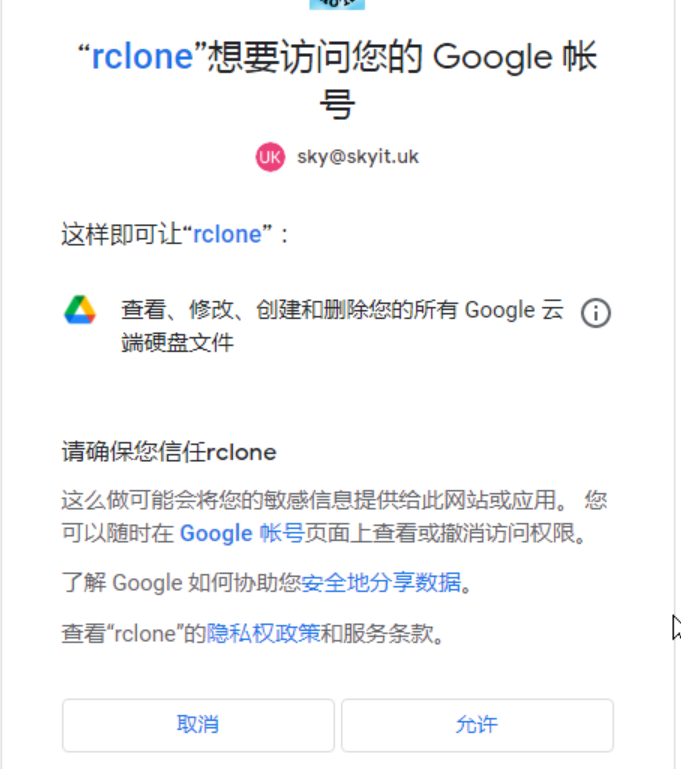 “rclone”想要访问您的 Google 帐
号
UK sky@skyit.uk
这样即可让“rclone”：
查看、修改、创建和删除您的所有 Google 云
端硬盘文件
请确保您信任rclone
这么做可能会将您的敏感信息提供给此网站或应用。 您
可以随时在 Google 帐号页面上查看或撤消访问权限。
了解 Google 如何协助您安全地分享数据。
查看“rclone”的隐私权政策和服务条款。
取消 允许